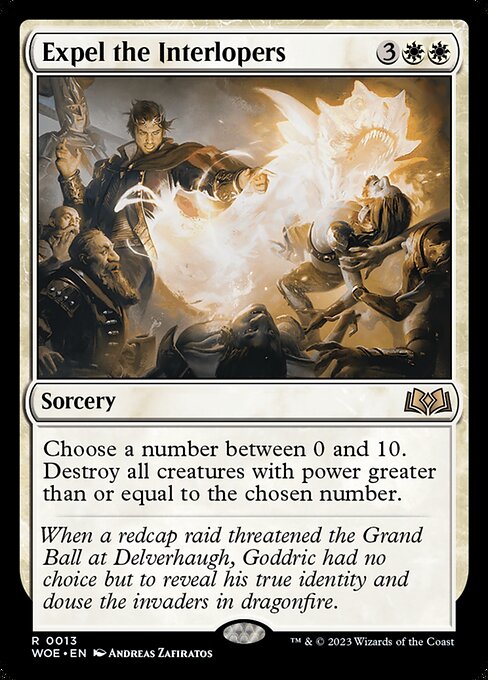 Expel the Interlopers 3
Sorcery
Choose a number between 0 and 10.
Destroy all creatures with power greater
than or equal to the chosen number.
When a redcap raid threatened the Grand
Ball at Delverhaugh, Goddric had no
choice but to reveal his true identity and
douse the invaders in dragonfire.
R 0013
WOE • EN Andreas Zafiratos
™ & © 2023 Wizards of the Coast